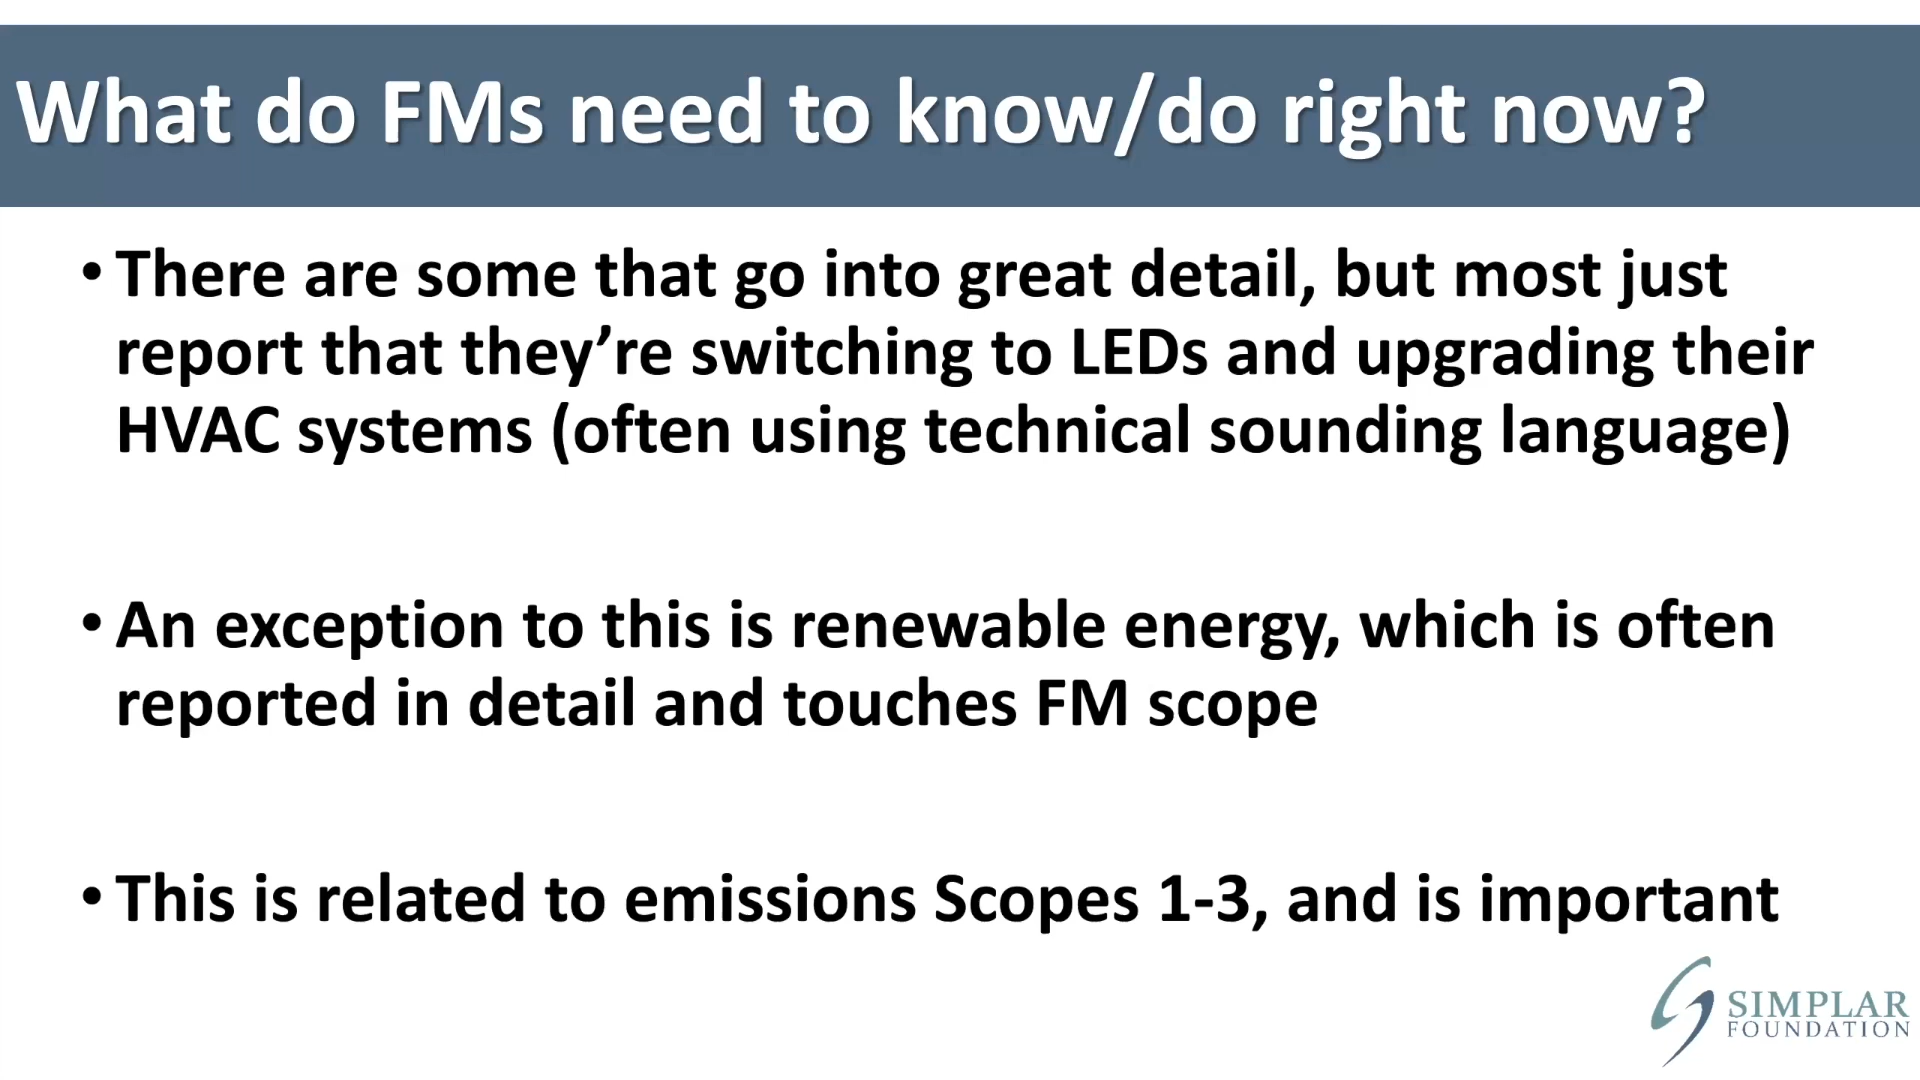 What do FMs need to know/do right now?
• There are some that go into great detail, but most just
report that they’re switching to LEDs and upgrading their
HVAC systems (often using technical sounding language)
• An exception to this is renewable energy, which is often
reported in detail and touches FM scope
• This is related to emissions Scopes 1-3, and is important
SIMPLAR
FOUNDATION